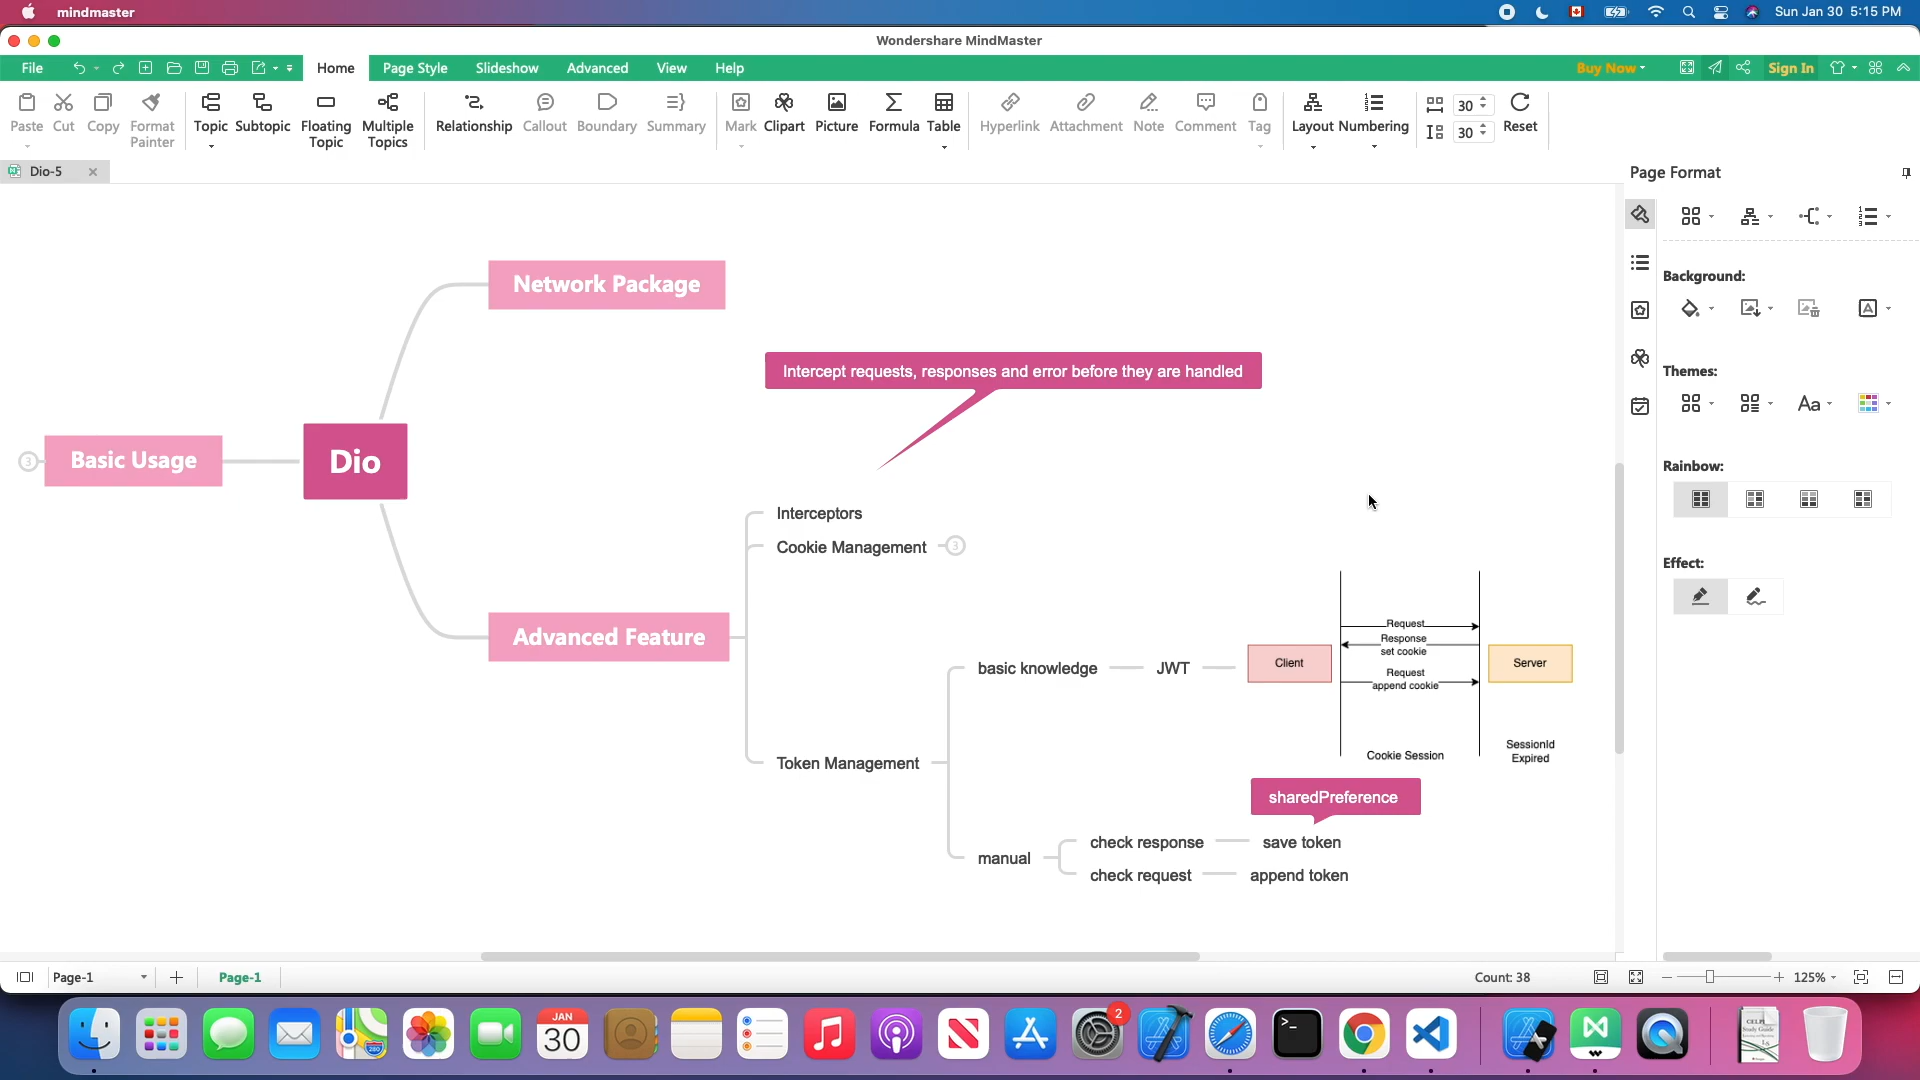 mindmaster
Sun Jan 30 5:15 PM
Wondershare MindMaster
File
Home
Page Style
Slideshow
Advanced
View
Help
Buy Now
Sign In
Paste
Cut
Copy
Format
Painter
Topic
Subtopic
Floating
Topic
Multiple
Topics
Relationship
Callout
Boundary
Summary
Mark
Clipart
Picture
Formula
Table
Hyperlink
Attachment
Note
Comment
Tag
Layout
Numbering
30
30
Reset
Dio-5
Page Format
Background:
Themes:
Aa
Rainbow:
Effect:
Network Package
Intercept requests, responses and error before they are handled
3
Basic Usage
Dio
Interceptors
Cookie Management
3
Advanced Feature
basic knowledge
JWT
Client
Request
Response
set cookie
Request
append cookie
Server
Cookie Session
SessionId
Expired
Token Management
sharedPreference
manual
check response
save token
check request
append token
Page-1
Page-1
Count: 38
125%
JAN
30
2